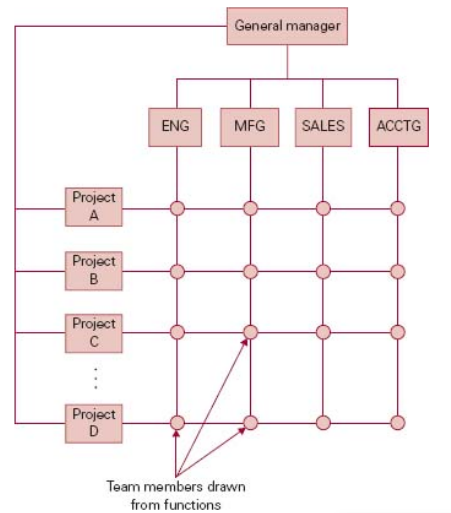 General manager
ENG
MFG
SALES
ACCTG
Project
A
Project
B
Project
C
Project
D
Team members drawn
from functions